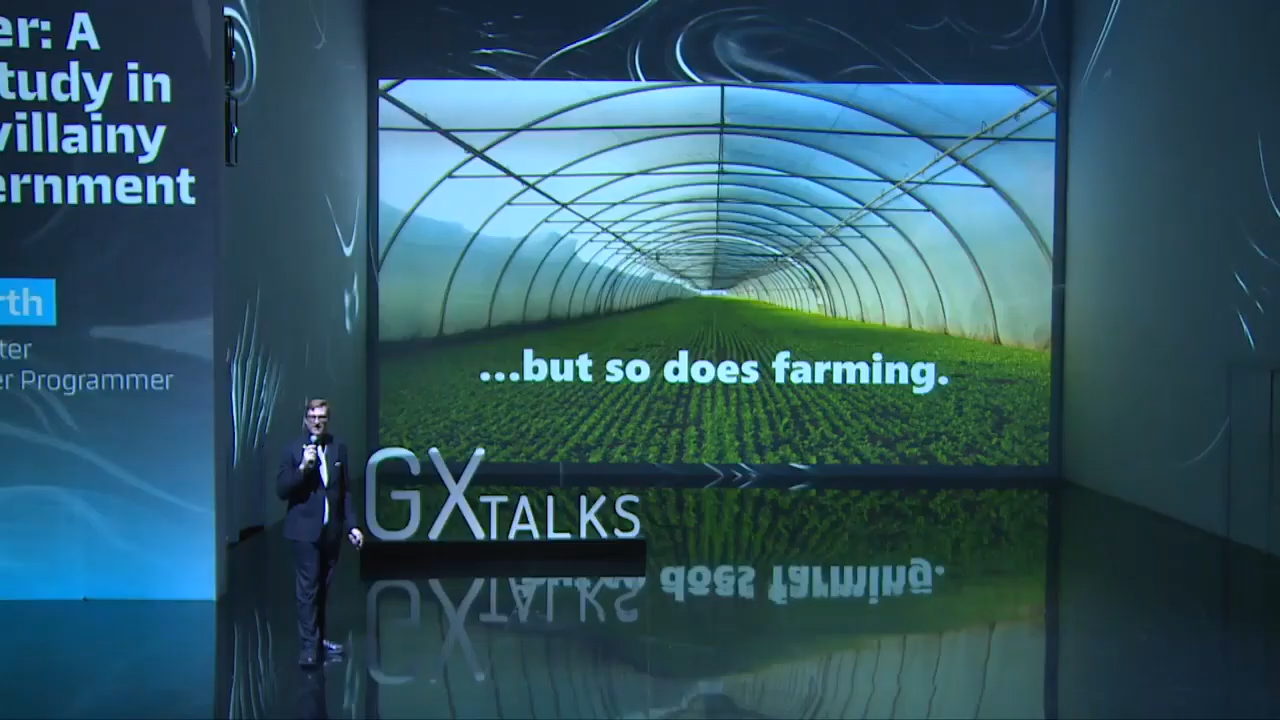 er: A
tudy in
villainy
ernment
rth
ter
er Programmer
...but so does farming.
GX TALKS